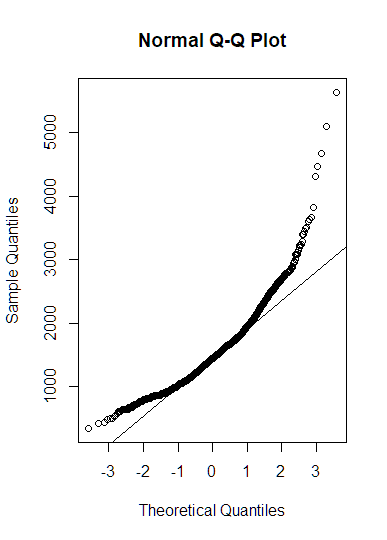 Normal Q-Q Plot
Sample Quantiles
5000
4000
3000
2000
1000
-3 -2 -1 0 1 2 3
Theoretical Quantiles